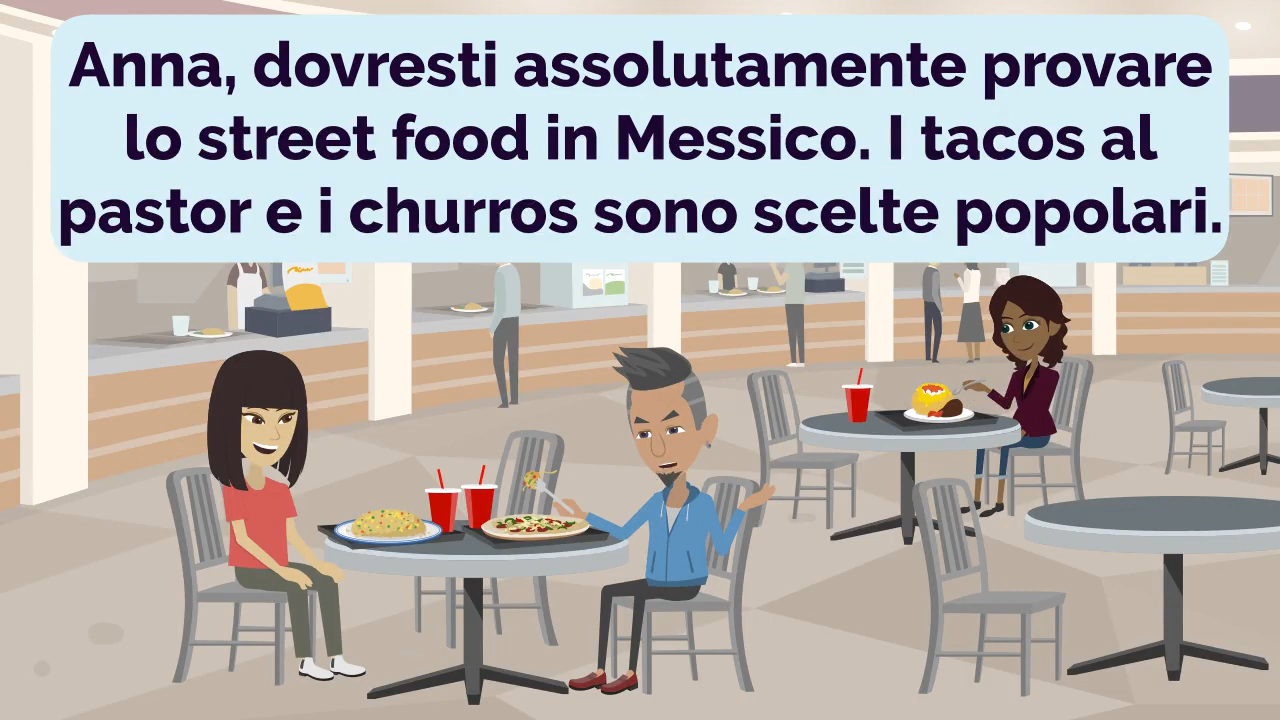 Anna, dovresti assolutamente provare
lo street food in Messico. I tacos al
pastor e i churros sono scelte popolari.